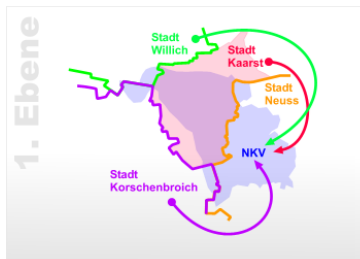 1. Ebene
Stadt
Willich
Stadt
Kaarst
Stadt
Neuss
NKV
Stadt
Korschenbroich